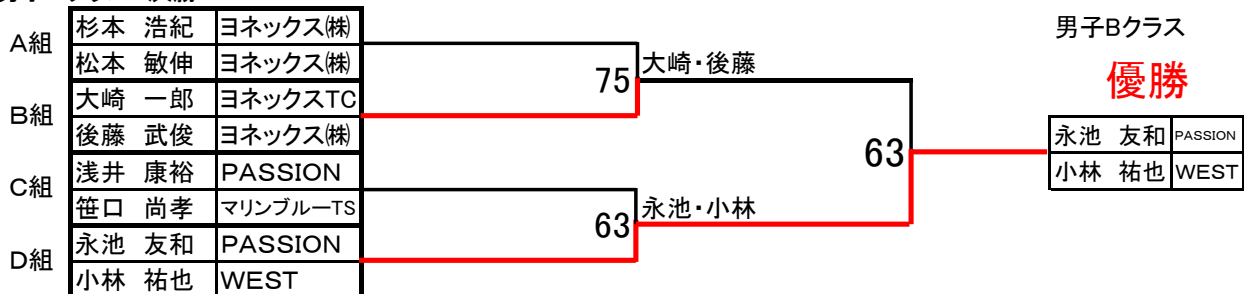 A組 杉本 浩紀 ヨネックス㈱
松本 敏伸 ヨネックス㈱
B組 大崎 一郎 ヨネックスTC
後藤 武俊 ヨネックス㈱
C組 浅井 康裕 PASSION
笹口 尚孝 マリンブルーTS
D組 永池 友和 PASSION
小林 祐也 WEST
75 大崎・後藤
63 永池・小林
63
男子Bクラス
優勝
永池 友和 PASSION
小林 祐也 WEST